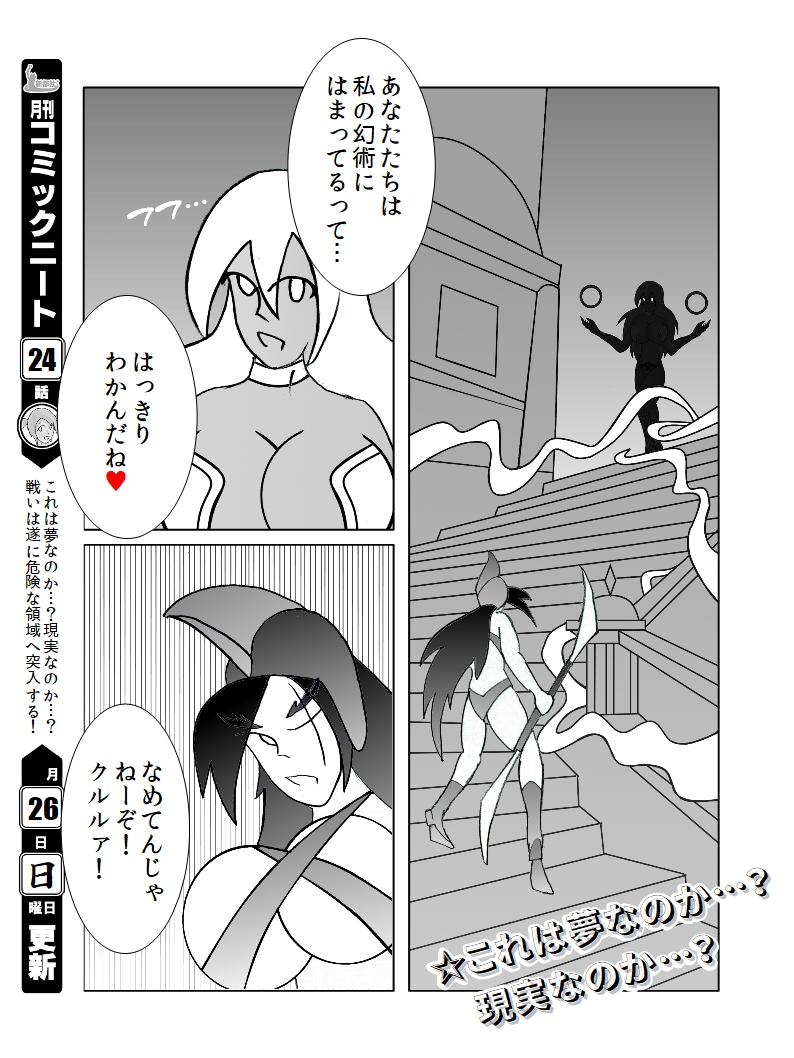 あなたたちは
私の幻術に
はまってるって…
フフ…
はっきり
わかんだね♥
なめてんじゃ
ねーぞ！
クルルァ！
☆これは夢なのか…？
現実なのか…？
新都社
月刊
コミックニート
24
話
これは夢なのか…？現実なのか…？
戦いは遂に危険な領域へ突入する！
月
26
日
日
曜日
更新